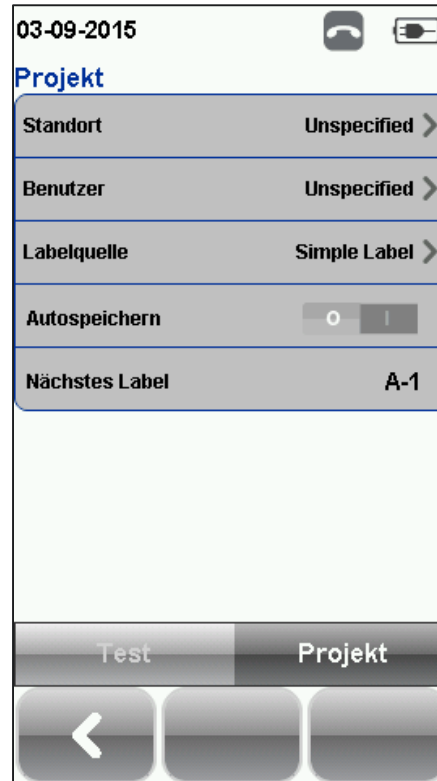 03-09-2015
Projekt
Standort Unspecified
Benutzer Unspecified
Labelquelle Simple Label
Autospeichern O I
Nächstes Label A-1
Test Projekt